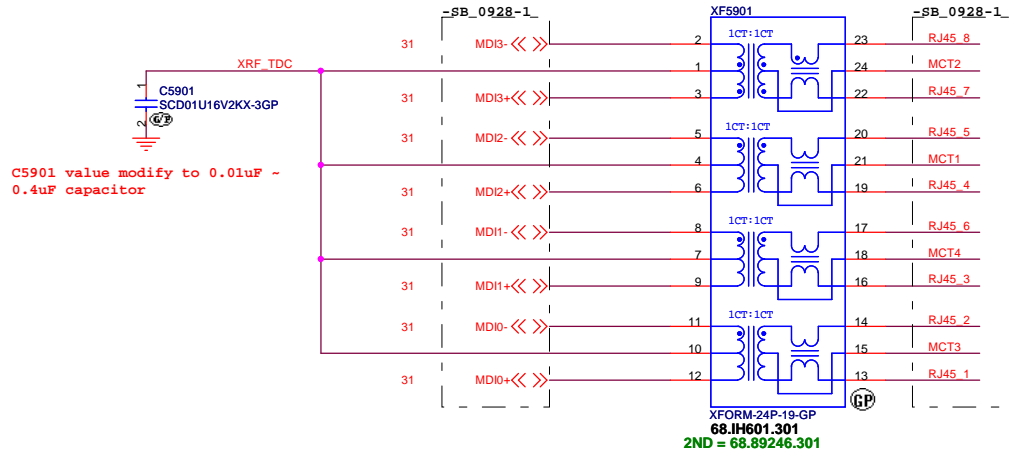 -SB_0928-1_
XF5901
-SB_0928-1_
31 MDI3- 2 1CT:1CT 23 RJ45_8
XRF_TDC 1 24 MCT2
31 MDI3+ 3 22 RJ45_7
1
C5901
SCD01U16V2KX-3GP
2 G/P
31 MDI2- 5 1CT:1CT 20 RJ45_5
4 21 MCT1
31 MDI2+ 6 19 RJ45_4
C5901 value modify to 0.01uF ~
0.4uF capacitor
31 MDI1- 8 1CT:1CT 17 RJ45_6
7 18 MCT4
31 MDI1+ 9 16 RJ45_3
31 MDI0- 11 1CT:1CT 14 RJ45_2
10 15 MCT3
31 MDI0+ 12 13 RJ45_1
GP
XFORM-24P-19-GP
68.IH601.301
2ND = 68.89246.301